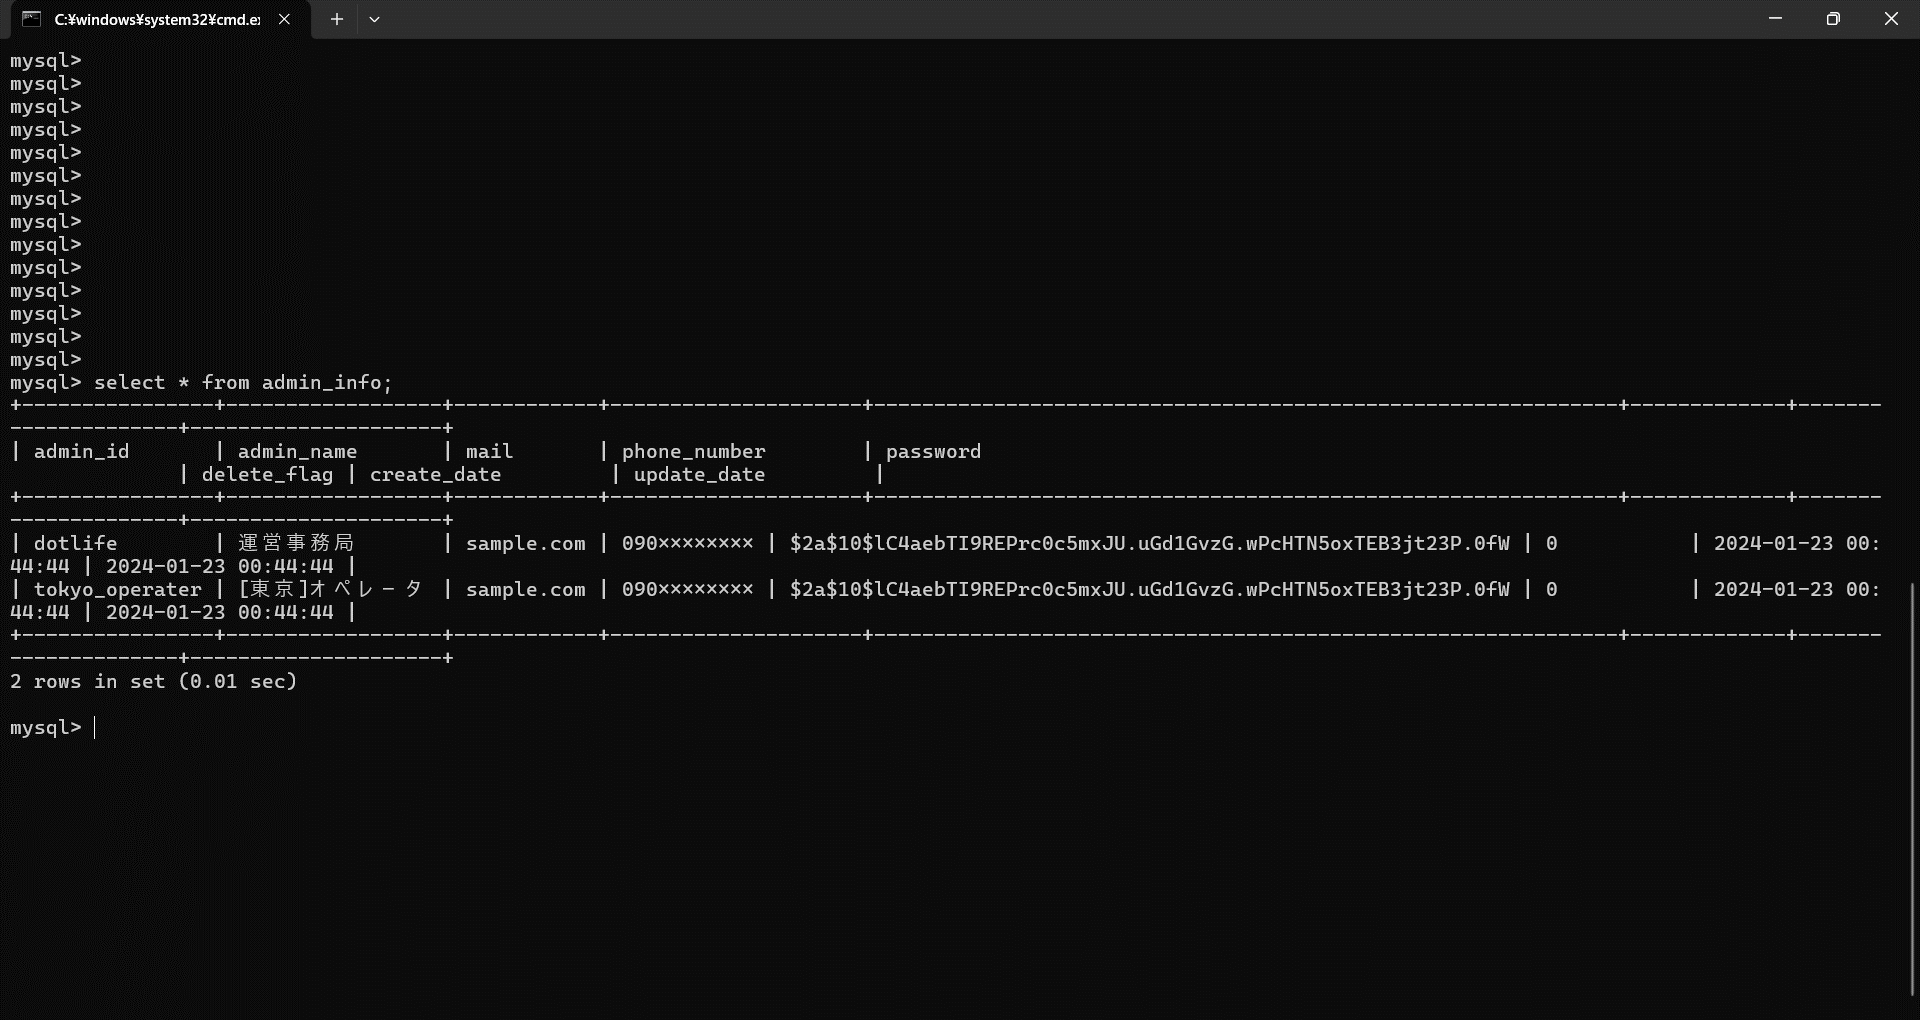 C:¥windows¥system32¥cmd.e
mysql>
mysql>
mysql>
mysql>
mysql>
mysql>
mysql>
mysql>
mysql>
mysql>
mysql>
mysql>
mysql>
mysql>
mysql> select * from admin_info;
+----------------+------------------+------------+---------------------+--------------------------------------------------------------+-------------+-------
--------------+---------------------+
| admin_id       | admin_name       | mail       | phone_number        | password
              | delete_flag | create_date         | update_date         |
+----------------+------------------+------------+---------------------+--------------------------------------------------------------+-------------+-------
--------------+---------------------+
| dotlife        | 運営事務局       | sample.com | 090×××××××× | $2a$10$lC4aebTI9REPrc0c5mxJU.uGd1GvzG.wPcHTN5oxTEB3jt23P.0fW | 0           | 2024-01-23 00:
44:44 | 2024-01-23 00:44:44 |
| tokyo_operater | [東京]オペレータ | sample.com | 090×××××××× | $2a$10$lC4aebTI9REPrc0c5mxJU.uGd1GvzG.wPcHTN5oxTEB3jt23P.0fW | 0           | 2024-01-23 00:
44:44 | 2024-01-23 00:44:44 |
+----------------+------------------+------------+---------------------+--------------------------------------------------------------+-------------+-------
--------------+---------------------+
2 rows in set (0.01 sec)
mysql>